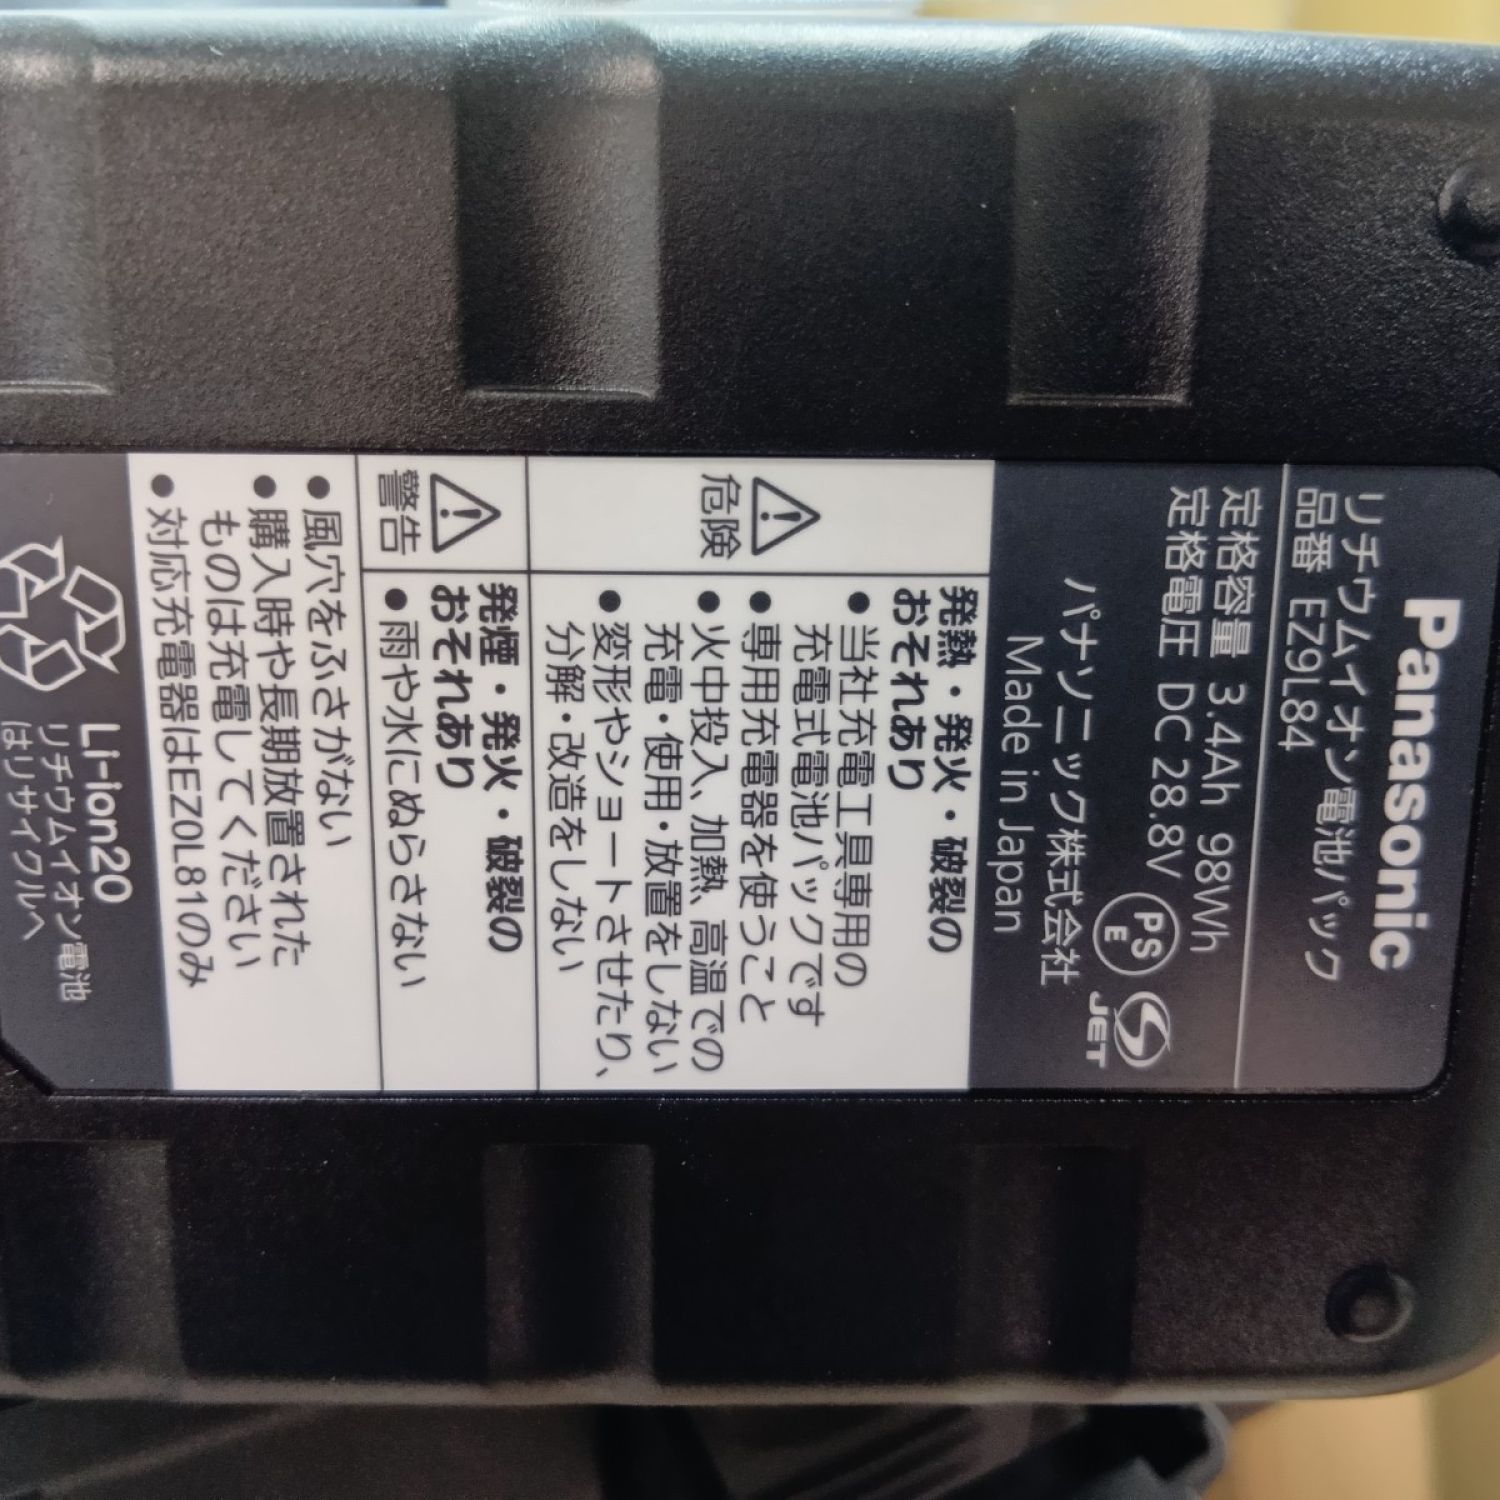 Panasonic
リチウムイオン電池パック
品番 EZ9L84
定格容量 3.4Ah 98Wh
定格電圧 DC 28.8V
PS
E
JET
パナソニック株式会社
Made in Japan
危険
発熱・発火・破裂の
おそれあり
● 当社充電工具専用の
充電式電池パックです
● 専用充電器を使うこと
● 火中投入、加熱、高温での
充電・使用・放置をしない
● 変形やショートさせたり、
分解・改造をしない
警告
発煙・発火・破裂の
おそれあり
● 雨や水にぬらさない
● 風穴をふさがない
● 購入時や長期放置された
ものは充電してください
● 対応充電器はEZ0L81のみ
Li-ion20
リチウムイオン電池
はリサイクルへ